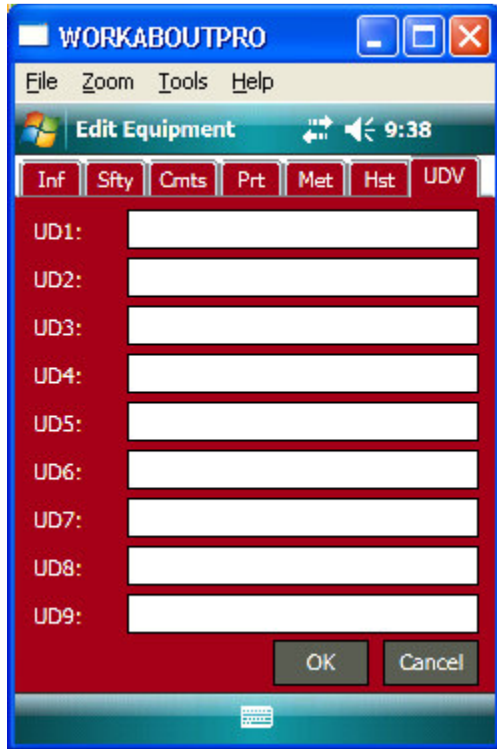 WORKABOUTPRO
File Zoom Tools Help
Edit Equipment 9:38
Inf Sfty Cmts Prt Met Hst UDV
UD1:
UD2:
UD3:
UD4:
UD5:
UD6:
UD7:
UD8:
UD9:
OK Cancel